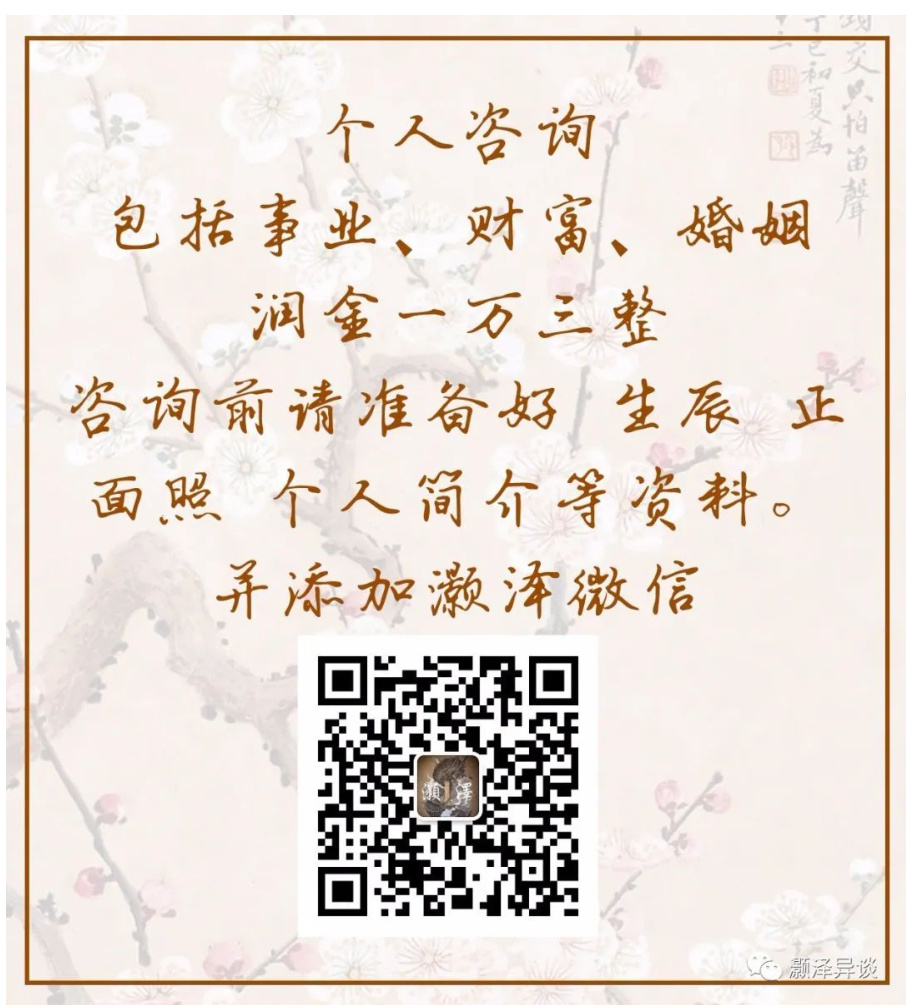 个人咨询
包括事业、财富、婚姻
润金一万三整
咨询前请准备好 生辰 正
面照 个人简介等资料。
并添加灏泽微信
灏泽异谈